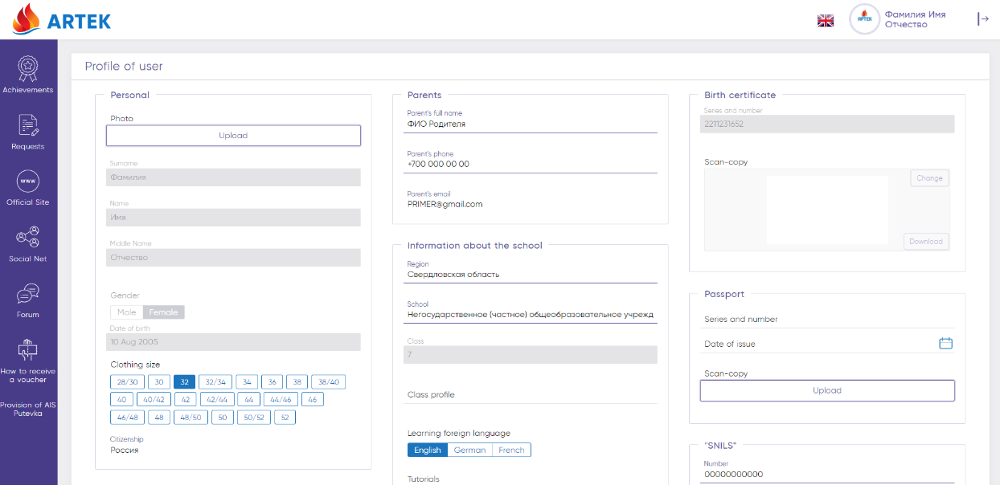 ARTEK
АРТЕК
Фамилия Имя
Отчество
Achievements
Requests
www
Official Site
Social Net
Forum
How to receive
a voucher
Provision of AIS
Putevka
Profile of user
Personal
Photo
Upload
Surname
Фамилия
Name
Имя
Middle Name
Отчество
Gender
Male Female
Date of birth
10 Aug 2005
Clothing size
28/30 30 32 32/34 34 36 38 38/40
40 40/42 42 42/44 44 44/46 46
46/48 48 48/50 50 50/52 52
Citizenship
Россия
Parents
Parent's full name
ФИО Родителя
Parent's phone
+700 000 00 00
Parent's email
PRIMER@gmail.com
Information about the school
Region
Свердловская область
School
Негосударственное (частное) общеобразовательное учрежд
Class
7
Class profile
Learning foreign language
English German French
Tutorials
Birth certificate
Series and number
2211231652
Scan-copy
Change
Download
Passport
Series and number
Date of issue
Scan-copy
Upload
"SNILS"
Number
00000000000